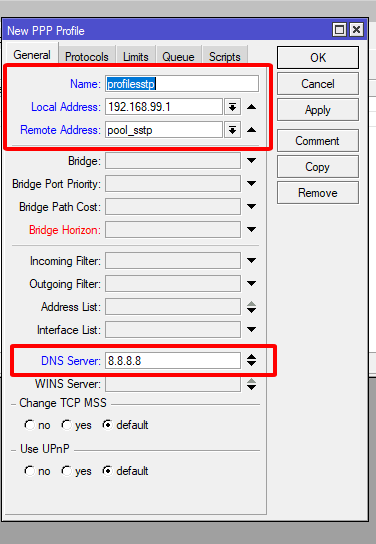 New PPP Profile
General Protocols Limits Queue Scripts
OK
Name: profilesstp
Cancel
Local Address: 192.168.99.1
Apply
Remote Address: pool_sstp
Comment
Bridge:
Copy
Bridge Port Priority:
Remove
Bridge Path Cost:
Bridge Horizon:
Incoming Filter:
Outgoing Filter:
Address List:
Interface List:
DNS Server: 8.8.8.8
WINS Server:
Change TCP MSS
no yes default
Use UPnP
no yes default